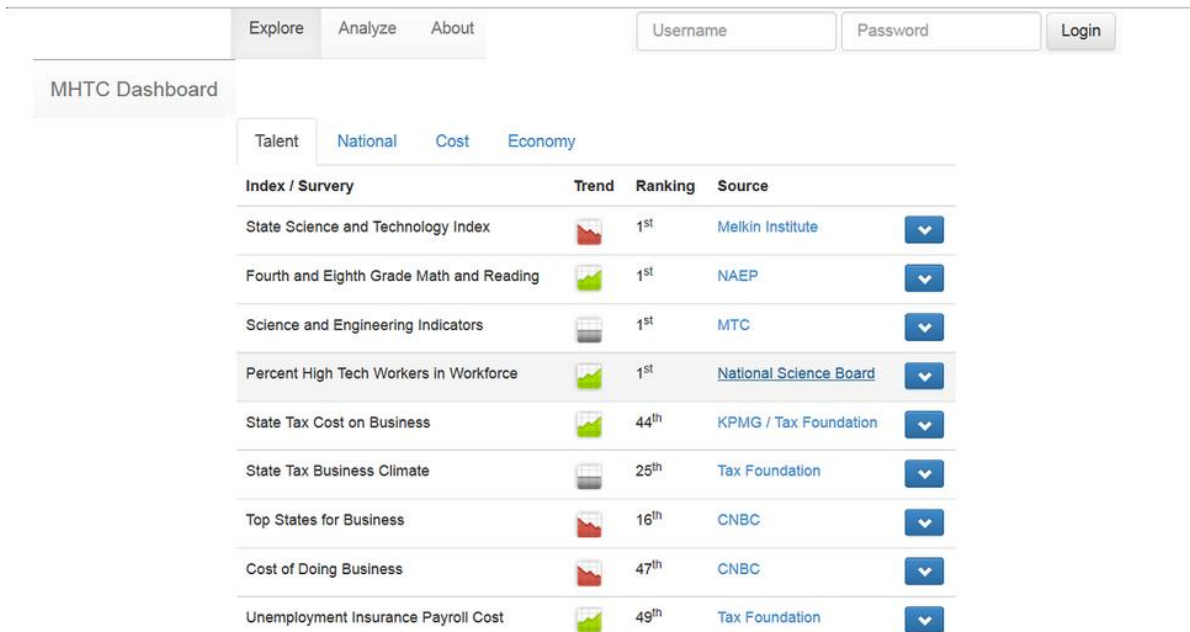 Explore Analyze About Username Password Login
MHTC Dashboard
Talent National Cost Economy
Index / Survery Trend Ranking Source
State Science and Technology Index 1st Melkin Institute
Fourth and Eighth Grade Math and Reading 1st NAEP
Science and Engineering Indicators 1st MTC
Percent High Tech Workers in Workforce 1st National Science Board
State Tax Cost on Business 44th KPMG / Tax Foundation
State Tax Business Climate 25th Tax Foundation
Top States for Business 16th CNBC
Cost of Doing Business 47th CNBC
Unemployment Insurance Payroll Cost 49th Tax Foundation